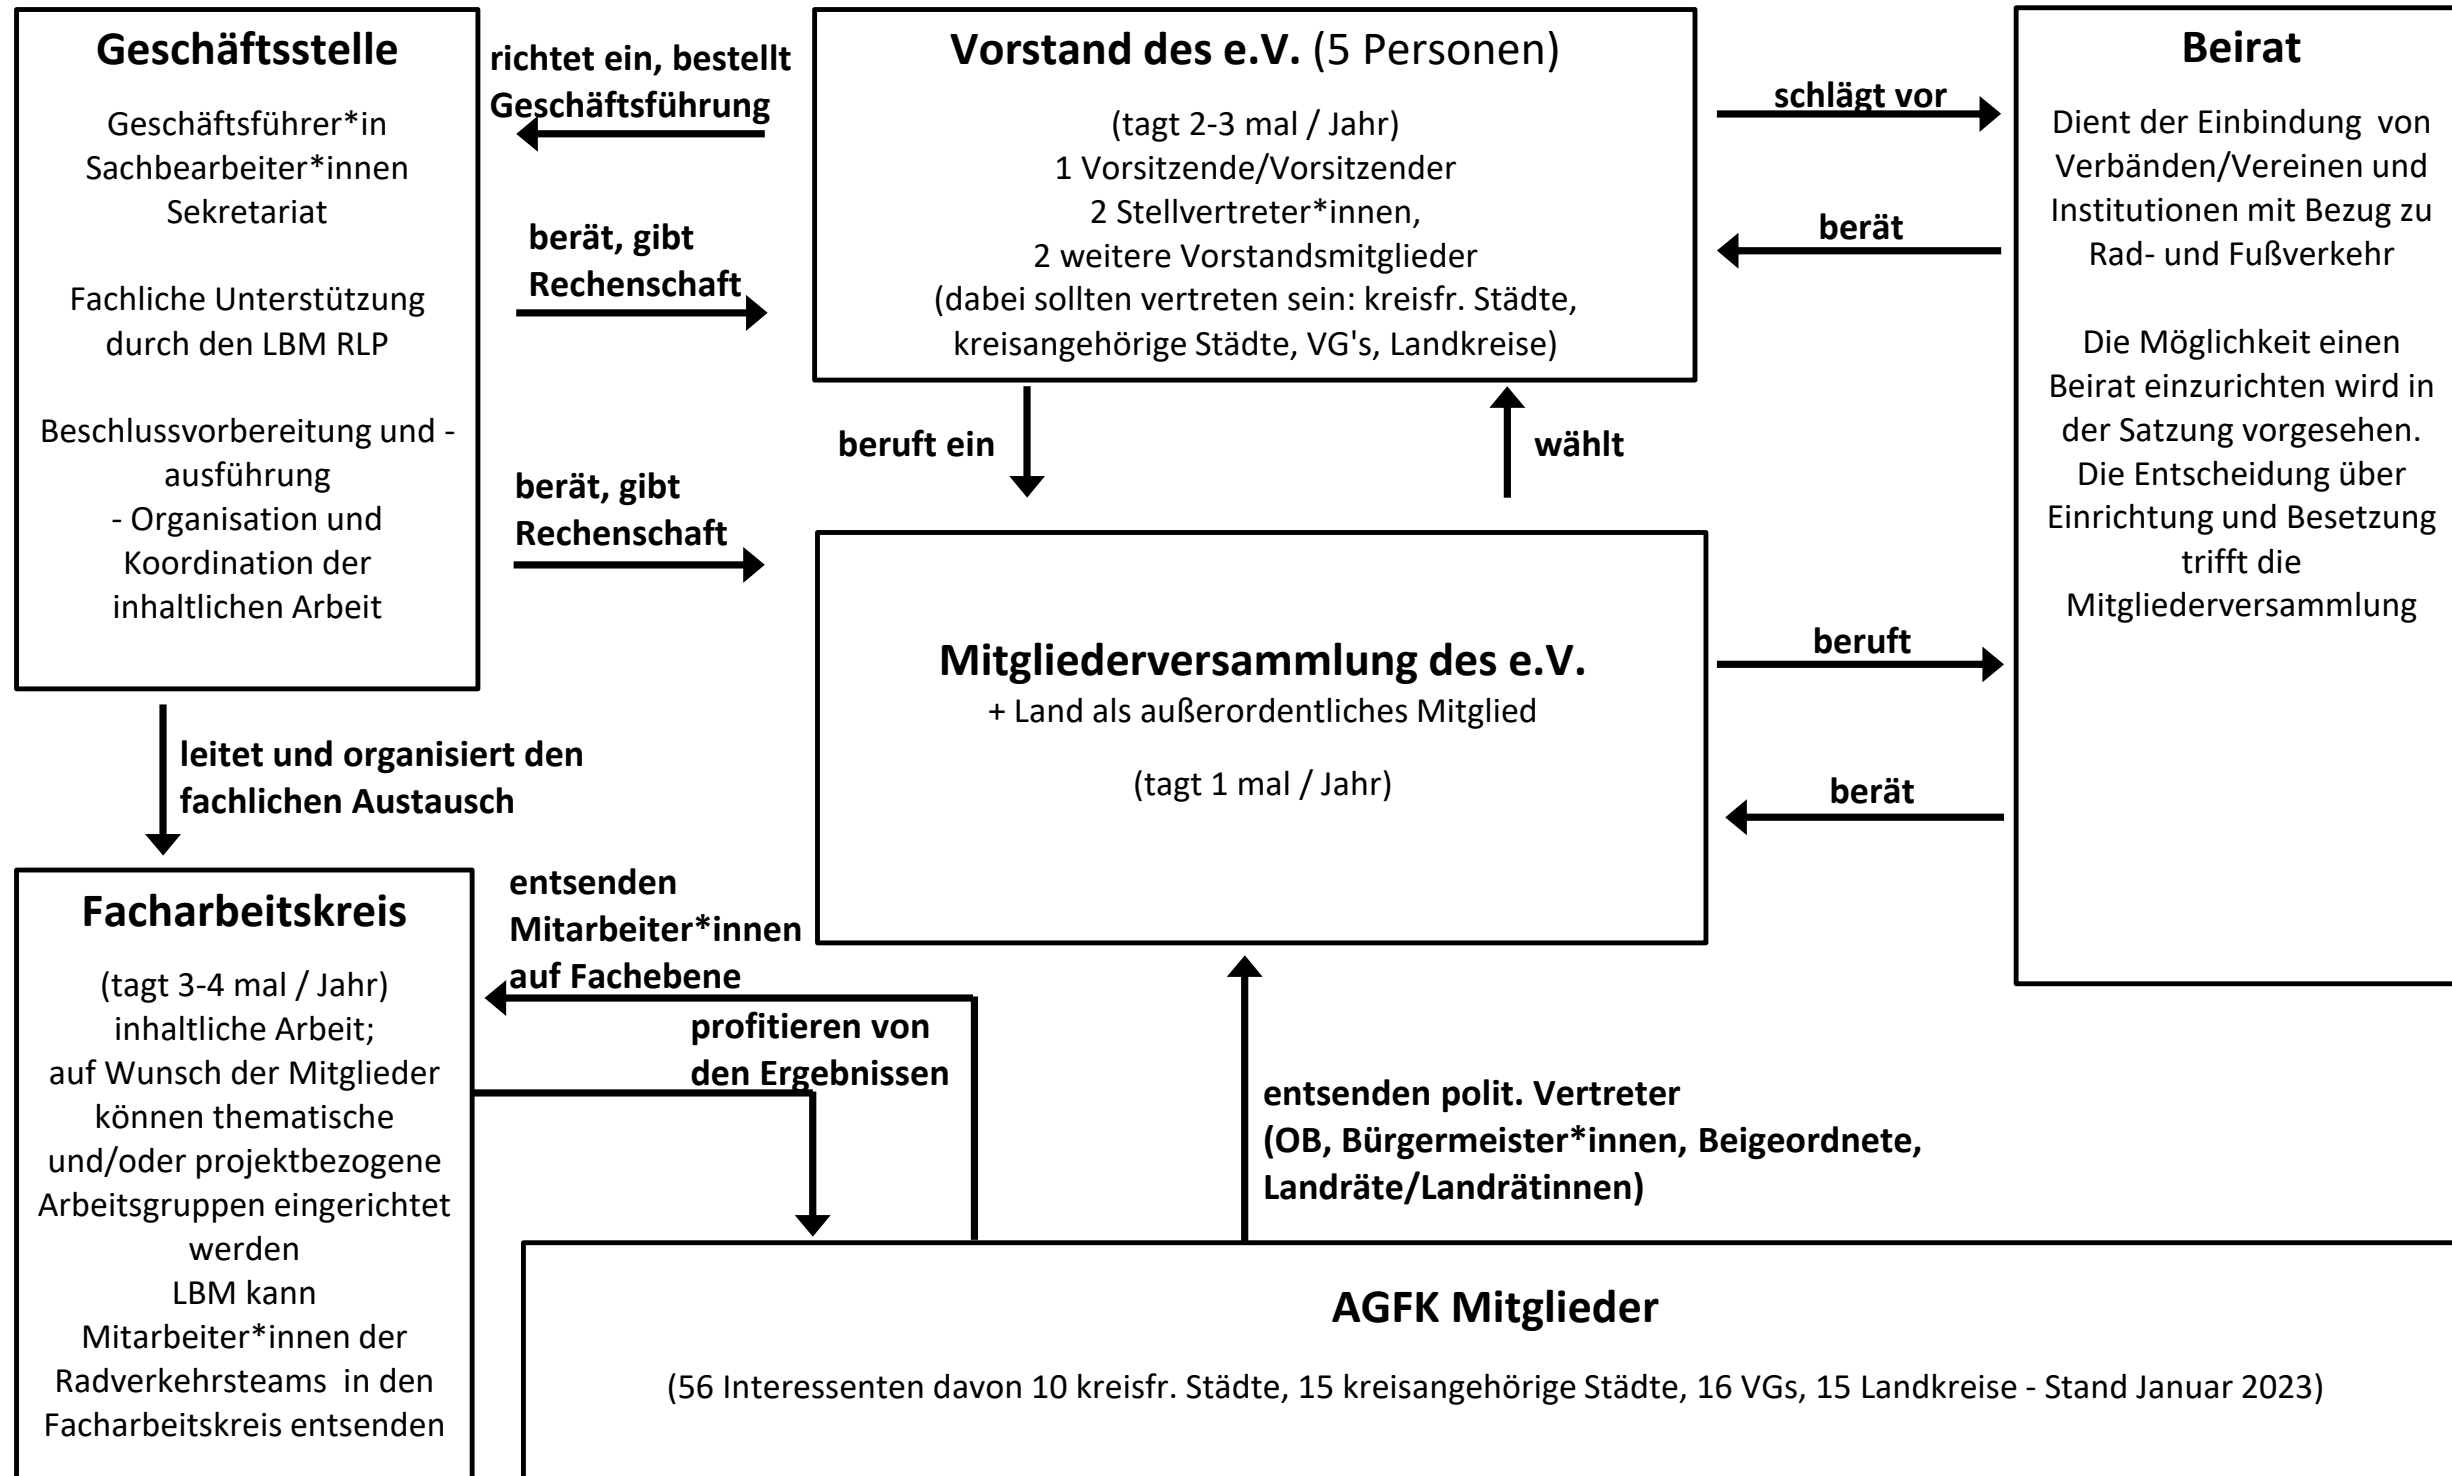 Geschäftsstelle
Geschäftsführer*in
Sachbearbeiter*innen
Sekretariat
Fachliche Unterstützung
durch den LBM RLP
Beschlussvorbereitung und -
ausführung
- Organisation und
Koordination der
inhaltlichen Arbeit
richtet ein, bestellt
Geschäftsführung
berät, gibt
Rechenschaft
berät, gibt
Rechenschaft
Vorstand des e.V. (5 Personen)
(tagt 2-3 mal / Jahr)
1 Vorsitzende/Vorsitzender
2 Stellvertreter*innen,
2 weitere Vorstandsmitglieder
(dabei sollten vertreten sein: kreisfr. Städte,
kreisangehörige Städte, VG's, Landkreise)
schlägt vor
berät
Beirat
Dient der Einbindung  von
Verbänden/Vereinen und
Institutionen mit Bezug zu
Rad- und Fußverkehr
Die Möglichkeit einen
Beirat einzurichten wird in
der Satzung vorgesehen.
Die Entscheidung über
Einrichtung und Besetzung
trifft die
Mitgliederversammlung
beruft ein
wählt
Mitgliederversammlung des e.V.
+ Land als außerordentliches Mitglied
(tagt 1 mal / Jahr)
beruft
berät
leitet und organisiert den
fachlichen Austausch
Facharbeitskreis
(tagt 3-4 mal / Jahr)
inhaltliche Arbeit;
auf Wunsch der Mitglieder
können thematische
und/oder projektbezogene
Arbeitsgruppen eingerichtet
werden
LBM kann
Mitarbeiter*innen der
Radverkehrsteams  in den
Facharbeitskreis entsenden
entsenden
Mitarbeiter*innen
auf Fachebene
profitieren von
den Ergebnissen
entsenden polit. Vertreter
(OB, Bürgermeister*innen, Beigeordnete,
Landräte/Landrätinnen)
AGFK Mitglieder
(56 Interessenten davon 10 kreisfr. Städte, 15 kreisangehörige Städte, 16 VGs, 15 Landkreise - Stand Januar 2023)